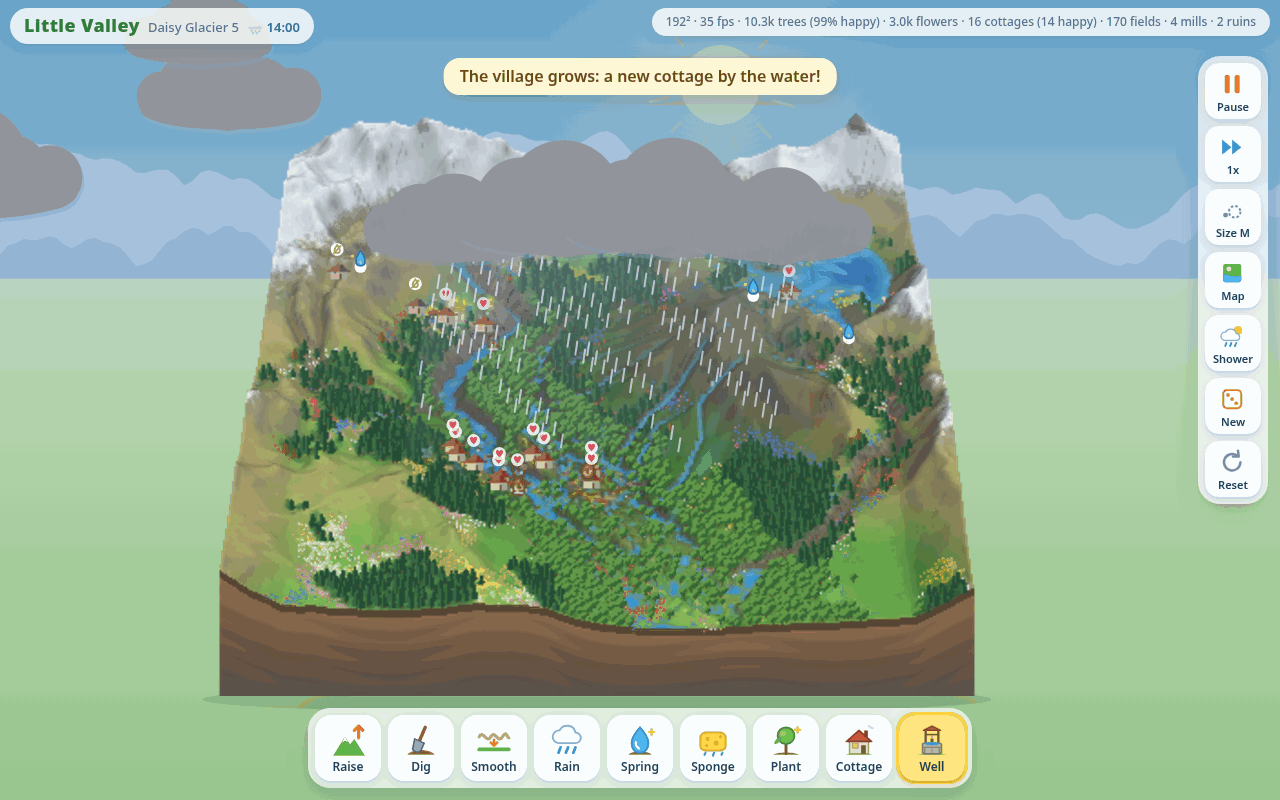 Little Valley Daisy Glacier 5 14:00
192² · 35 fps · 10.3k trees (99% happy) · 3.0k flowers · 16 cottages (14 happy) · 170 fields · 4 mills · 2 ruins
The village grows: a new cottage by the water!
Pause
1x
Size M
Map
Shower
New
Reset
Raise
Dig
Smooth
Rain
Spring
Sponge
Plant
Cottage
Well